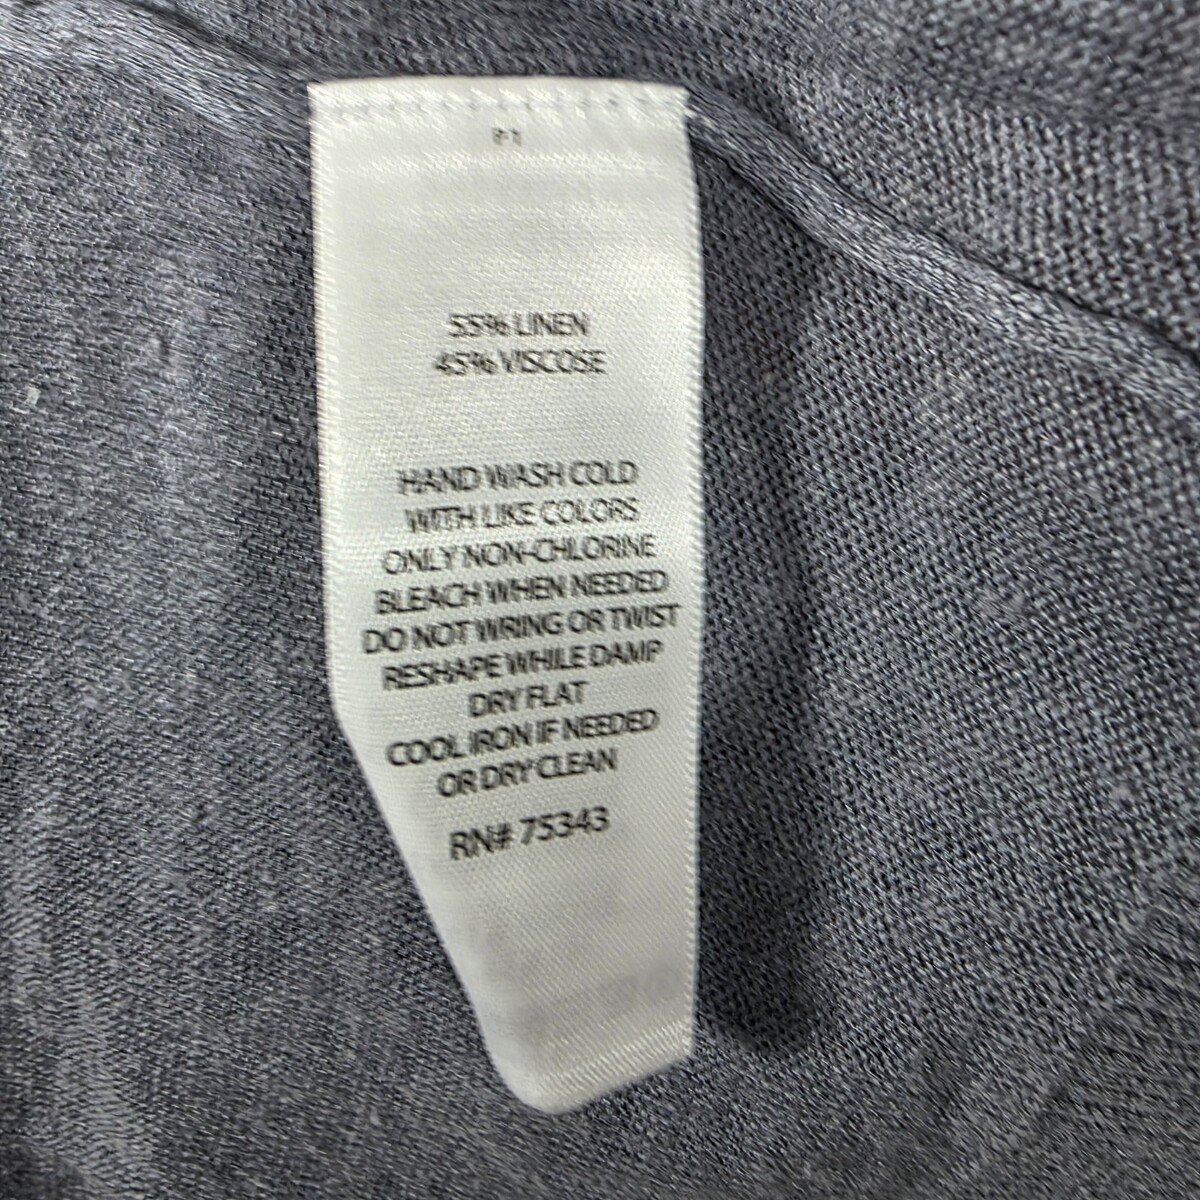 P1
55% LINEN
45% VISCOSE
HAND WASH COLD
WITH LIKE COLORS
ONLY NON-CHLORINE
BLEACH WHEN NEEDED
DO NOT WRING OR TWIST
RESHAPE WHILE DAMP
DRY FLAT
COOL IRON IF NEEDED
OR DRY CLEAN
RN# 75343